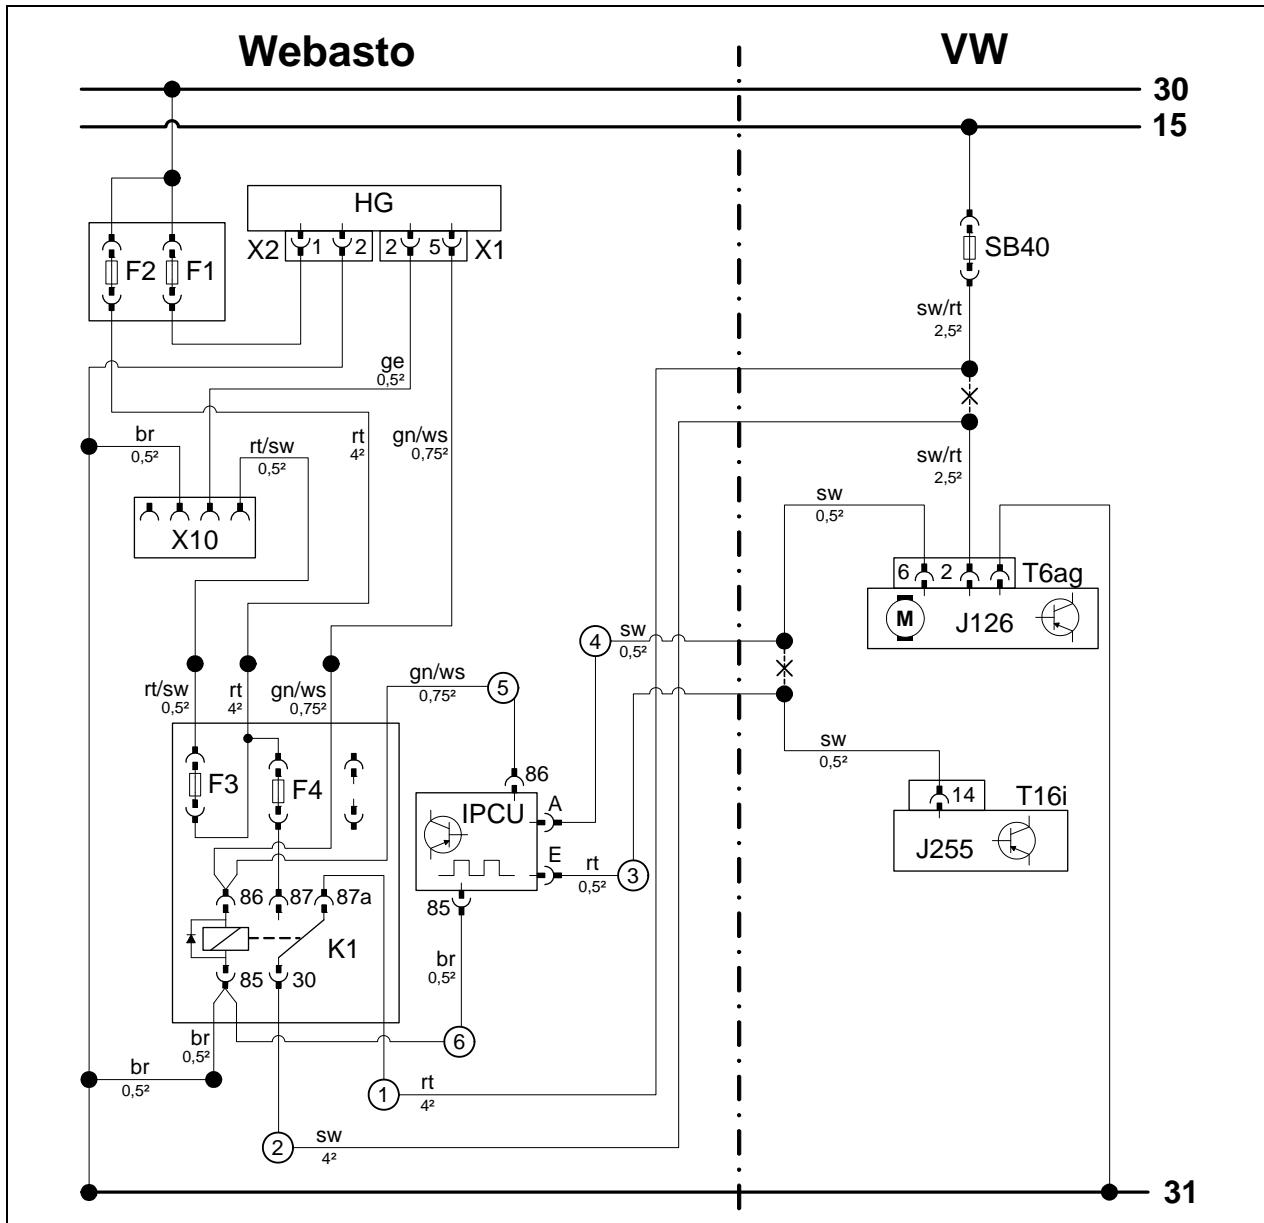 Webasto VW
30
15
HG
X2 1 2 2 5 X1
F2 F1
SB40
sw/rt
2,5²
ge
0,5²
br
0,5²
rt/sw
0,5²
rt
4²
gn/ws
0,75²
sw/rt
2,5²
sw
0,5²
X10
6 2 T6ag
M J126
4 sw
0,5²
rt/sw
0,5²
rt
4²
gn/ws
0,75²
gn/ws
0,75²
5
sw
0,5²
86
F3 F4
IPCU A
14 T16i
J255
E rt
0,5²
3
86 87 87a
85
K1
br
0,5²
85 30
br
0,5²
6
br
0,5²
1 rt
4²
2 sw
4²
31